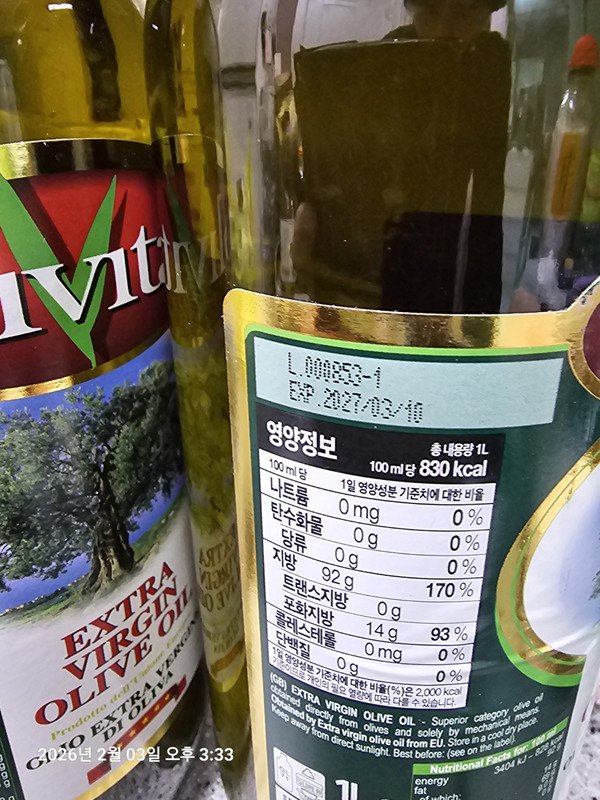 uvita
EXTRA
VIRGIN
OLIVE OIL
Prodotto dell'Unione
OLIO EXTRA VERGINE
DI OLIVA
L.000853-1
EXP.2027/03/10
영양정보
총 내용량 1L
100 ml 당 830 kcal
100 ml 당 1일 영양성분 기준치에 대한 비율
나트륨 0 mg 0 %
탄수화물 0 g 0 %
당류 0 g 0 %
지방 92 g 170 %
트랜스지방 0 g
포화지방 14 g 93 %
콜레스테롤 0 mg 0 %
단백질 0 g 0 %
1일 영양성분 기준치에 대한 비율(%)은 2,000 kcal
기준이므로 개인의 필요 열량에 따라 다를 수 있습니다.
(GB) EXTRA VIRGIN OLIVE OIL - Superior category olive oil
obtained directly from olives and solely by mechanical means.
Obtained by Extra virgin olive oil from EU. Store in a cool dry place.
Keep away from direct sunlight. Best before: (see on the label).
Nutritional Facts for: 100 ml
energy 3404 kJ - 828
fat
of which:
1L
2026년 2월 03일 오후 3:33